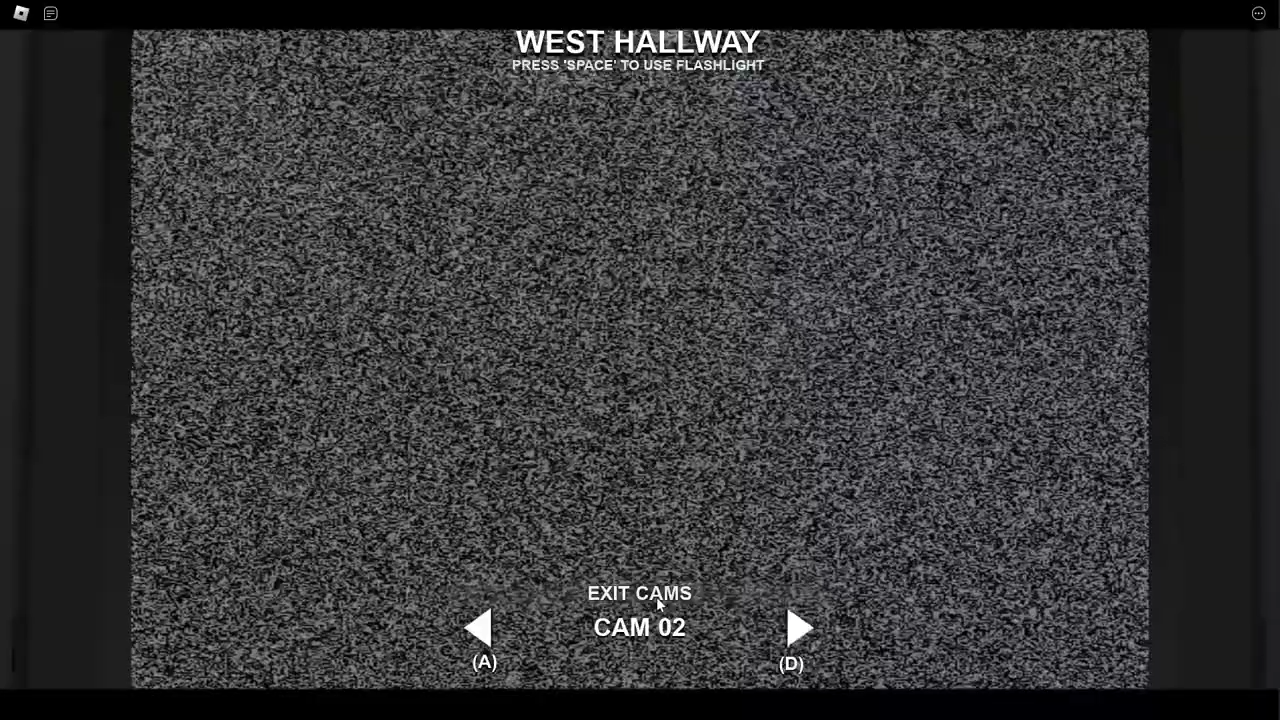 WEST HALLWAY
PRESS 'SPACE' TO USE FLASHLIGHT
EXIT CAMS
CAM 02
(A)
(D)